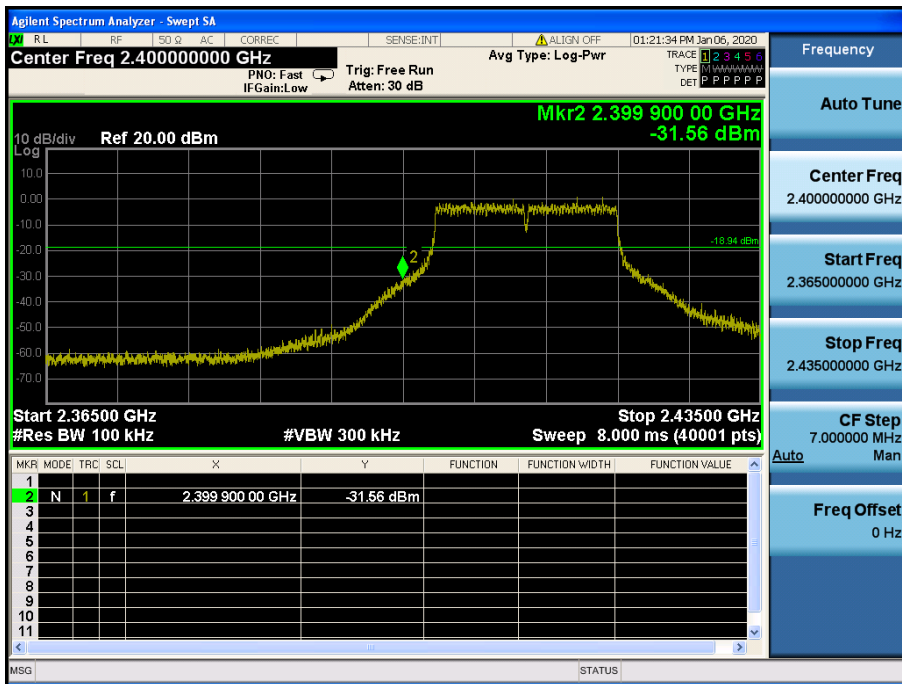 Agilent Spectrum Analyzer - Swept SA
LXI RL RF 50 Ω AC CORREC SENSE:INT ALIGN OFF 01:21:34 PM Jan 06, 2020
Center Freq 2.400000000 GHz
PNO: Fast
IFGain:Low
Trig: Free Run
Atten: 30 dB
Avg Type: Log-Pwr
TRACE 1 2 3 4 5 6
TYPE MWWWWW
DET P P P P P P
Mkr2 2.399 900 00 GHz
-31.56 dBm
10 dB/div Ref 20.00 dBm
Log
10.0
0.00
-10.0
-20.0
-30.0
-40.0
-50.0
-60.0
-70.0
-18.94 dBm
2
Start 2.36500 GHz
Stop 2.43500 GHz
#Res BW 100 kHz
#VBW 300 kHz
Sweep 8.000 ms (40001 pts)
MKR MODE TRC SCL X Y FUNCTION FUNCTION WIDTH FUNCTION VALUE
1
2 N 1 f 2.399 900 00 GHz -31.56 dBm
3
4
5
6
7
8
9
10
11
MSG
STATUS
Frequency
Auto Tune
Center Freq
2.400000000 GHz
Start Freq
2.365000000 GHz
Stop Freq
2.435000000 GHz
CF Step
7.000000 MHz
Auto Man
Freq Offset
0 Hz